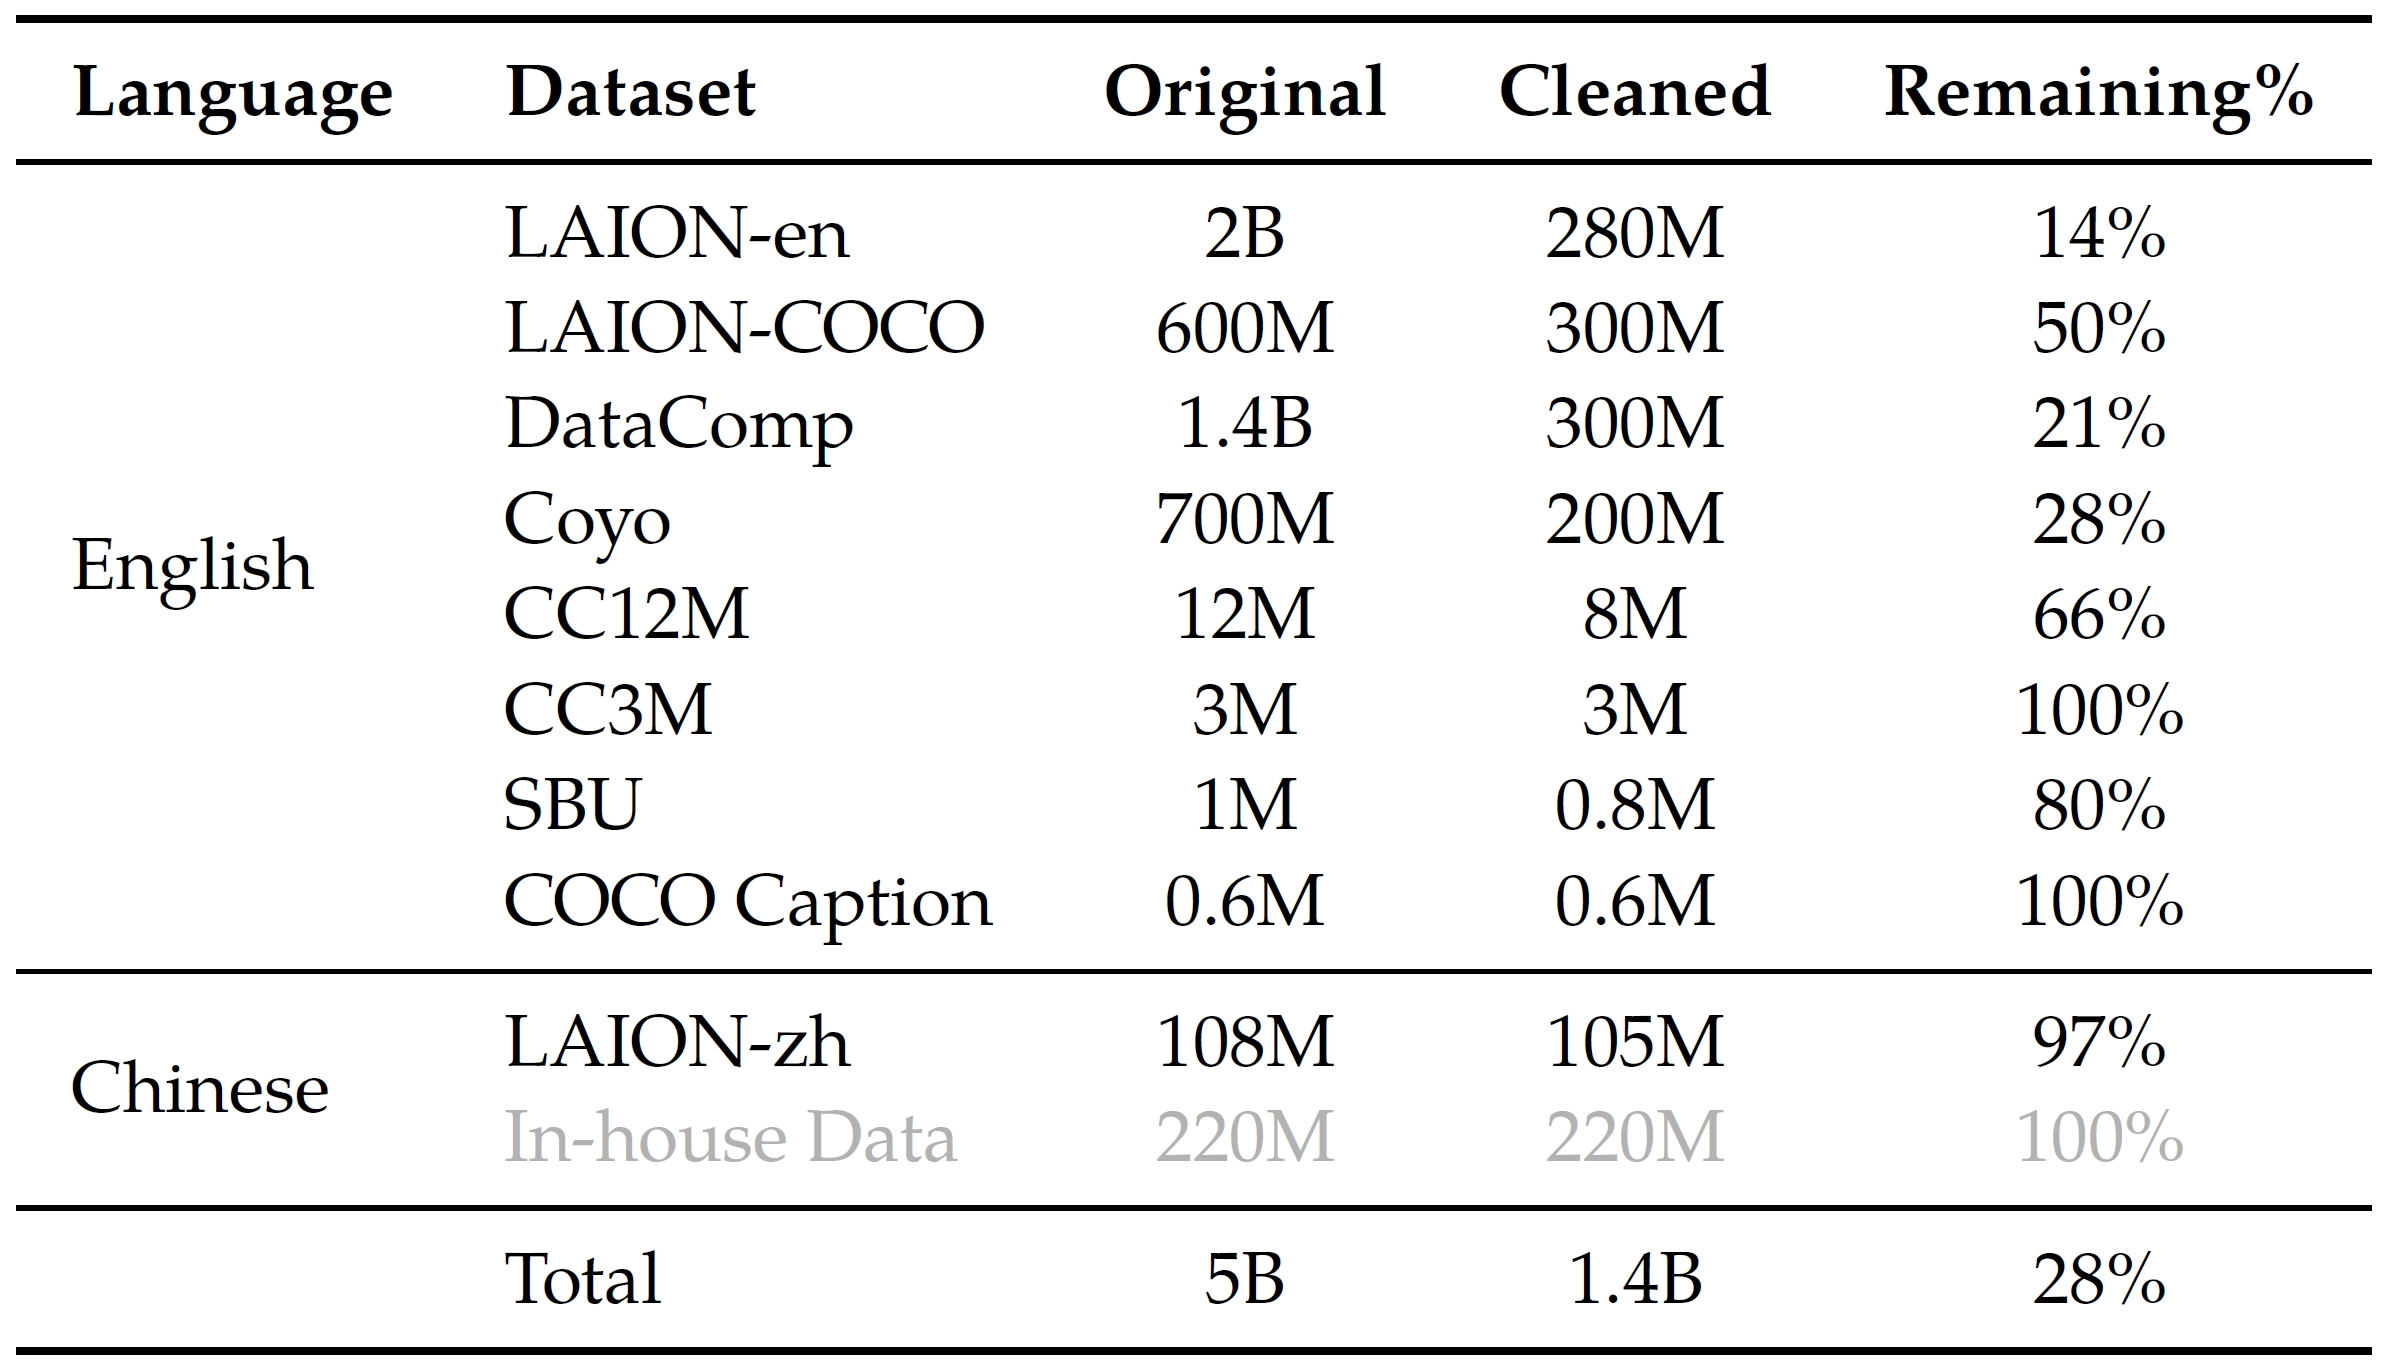 Language Dataset Original Cleaned Remaining%
LAION-en 2B 280M 14%
LAION-COCO 600M 300M 50%
DataComp 1.4B 300M 21%
Coyo 700M 200M 28%
English
CC12M 12M 8M 66%
CC3M 3M 3M 100%
SBU 1M 0.8M 80%
COCO Caption 0.6M 0.6M 100%
LAION-zh 108M 105M 97%
Chinese
In-house Data 220M 220M 100%
Total 5B 1.4B 28%